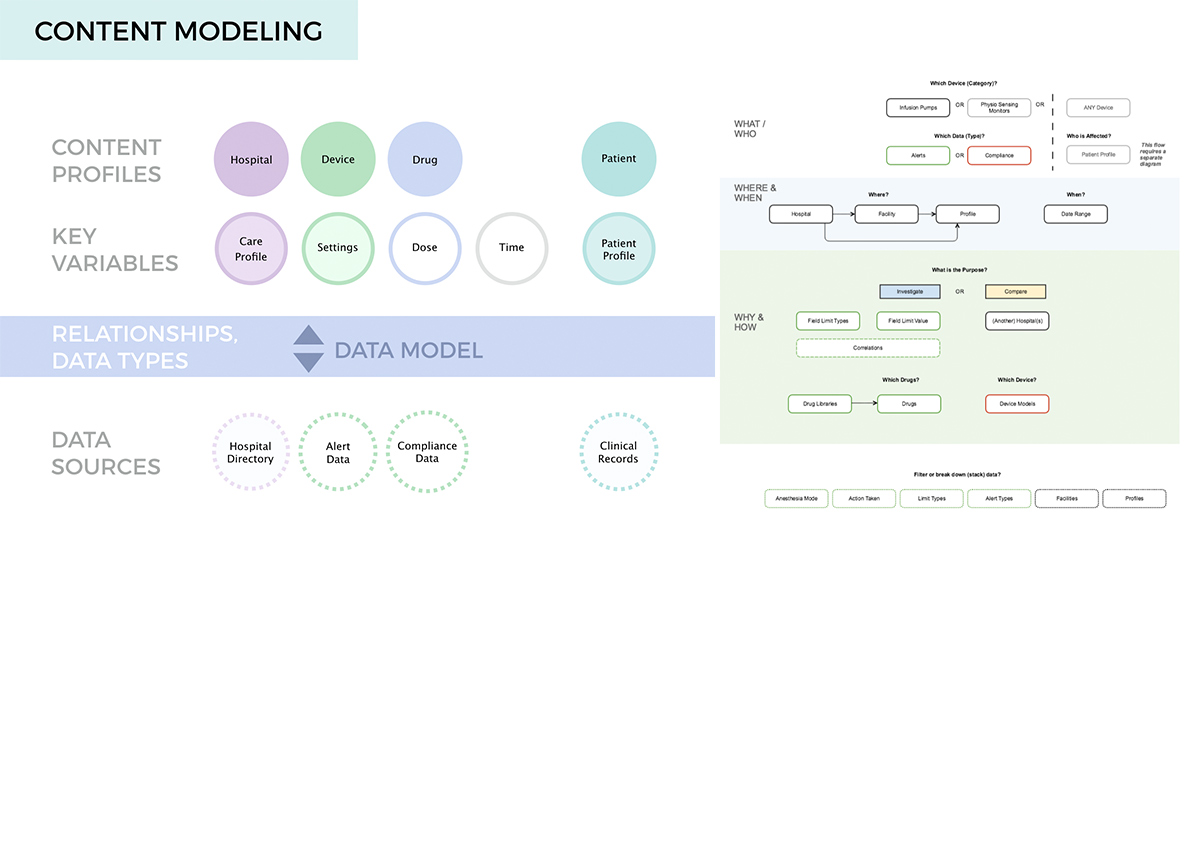 CONTENT MODELING
CONTENT
PROFILES
Hospital
Device
Drug
Patient
KEY
VARIABLES
Care
Profile
Settings
Dose
Time
Patient
Profile
RELATIONSHIPS,
DATA TYPES
DATA MODEL
DATA
SOURCES
Hospital
Directory
Alert
Data
Compliance
Data
Clinical
Records
WHAT /
WHO
Which Device (Category)?
Infusion Pumps
OR
Physio Sensing
Monitors
OR
ANY Device
Which Data (Type)?
Alerts
OR
Compliance
Who is Affected?
Patient Profile
This flow
requires a
separate
diagram
WHERE &
WHEN
Where?
Hospital
Facility
Profile
When?
Date Range
WHY &
HOW
What is the Purpose?
Investigate
OR
Compare
Field Limit Types
Field Limit Value
(Another) Hospital(s)
Correlations
Which Drugs?
Drug Libraries
Drugs
Which Device?
Device Models
Filter or break down (stack) data?
Anesthesia Mode
Action Taken
Limit Types
Alert Types
Facilities
Profiles